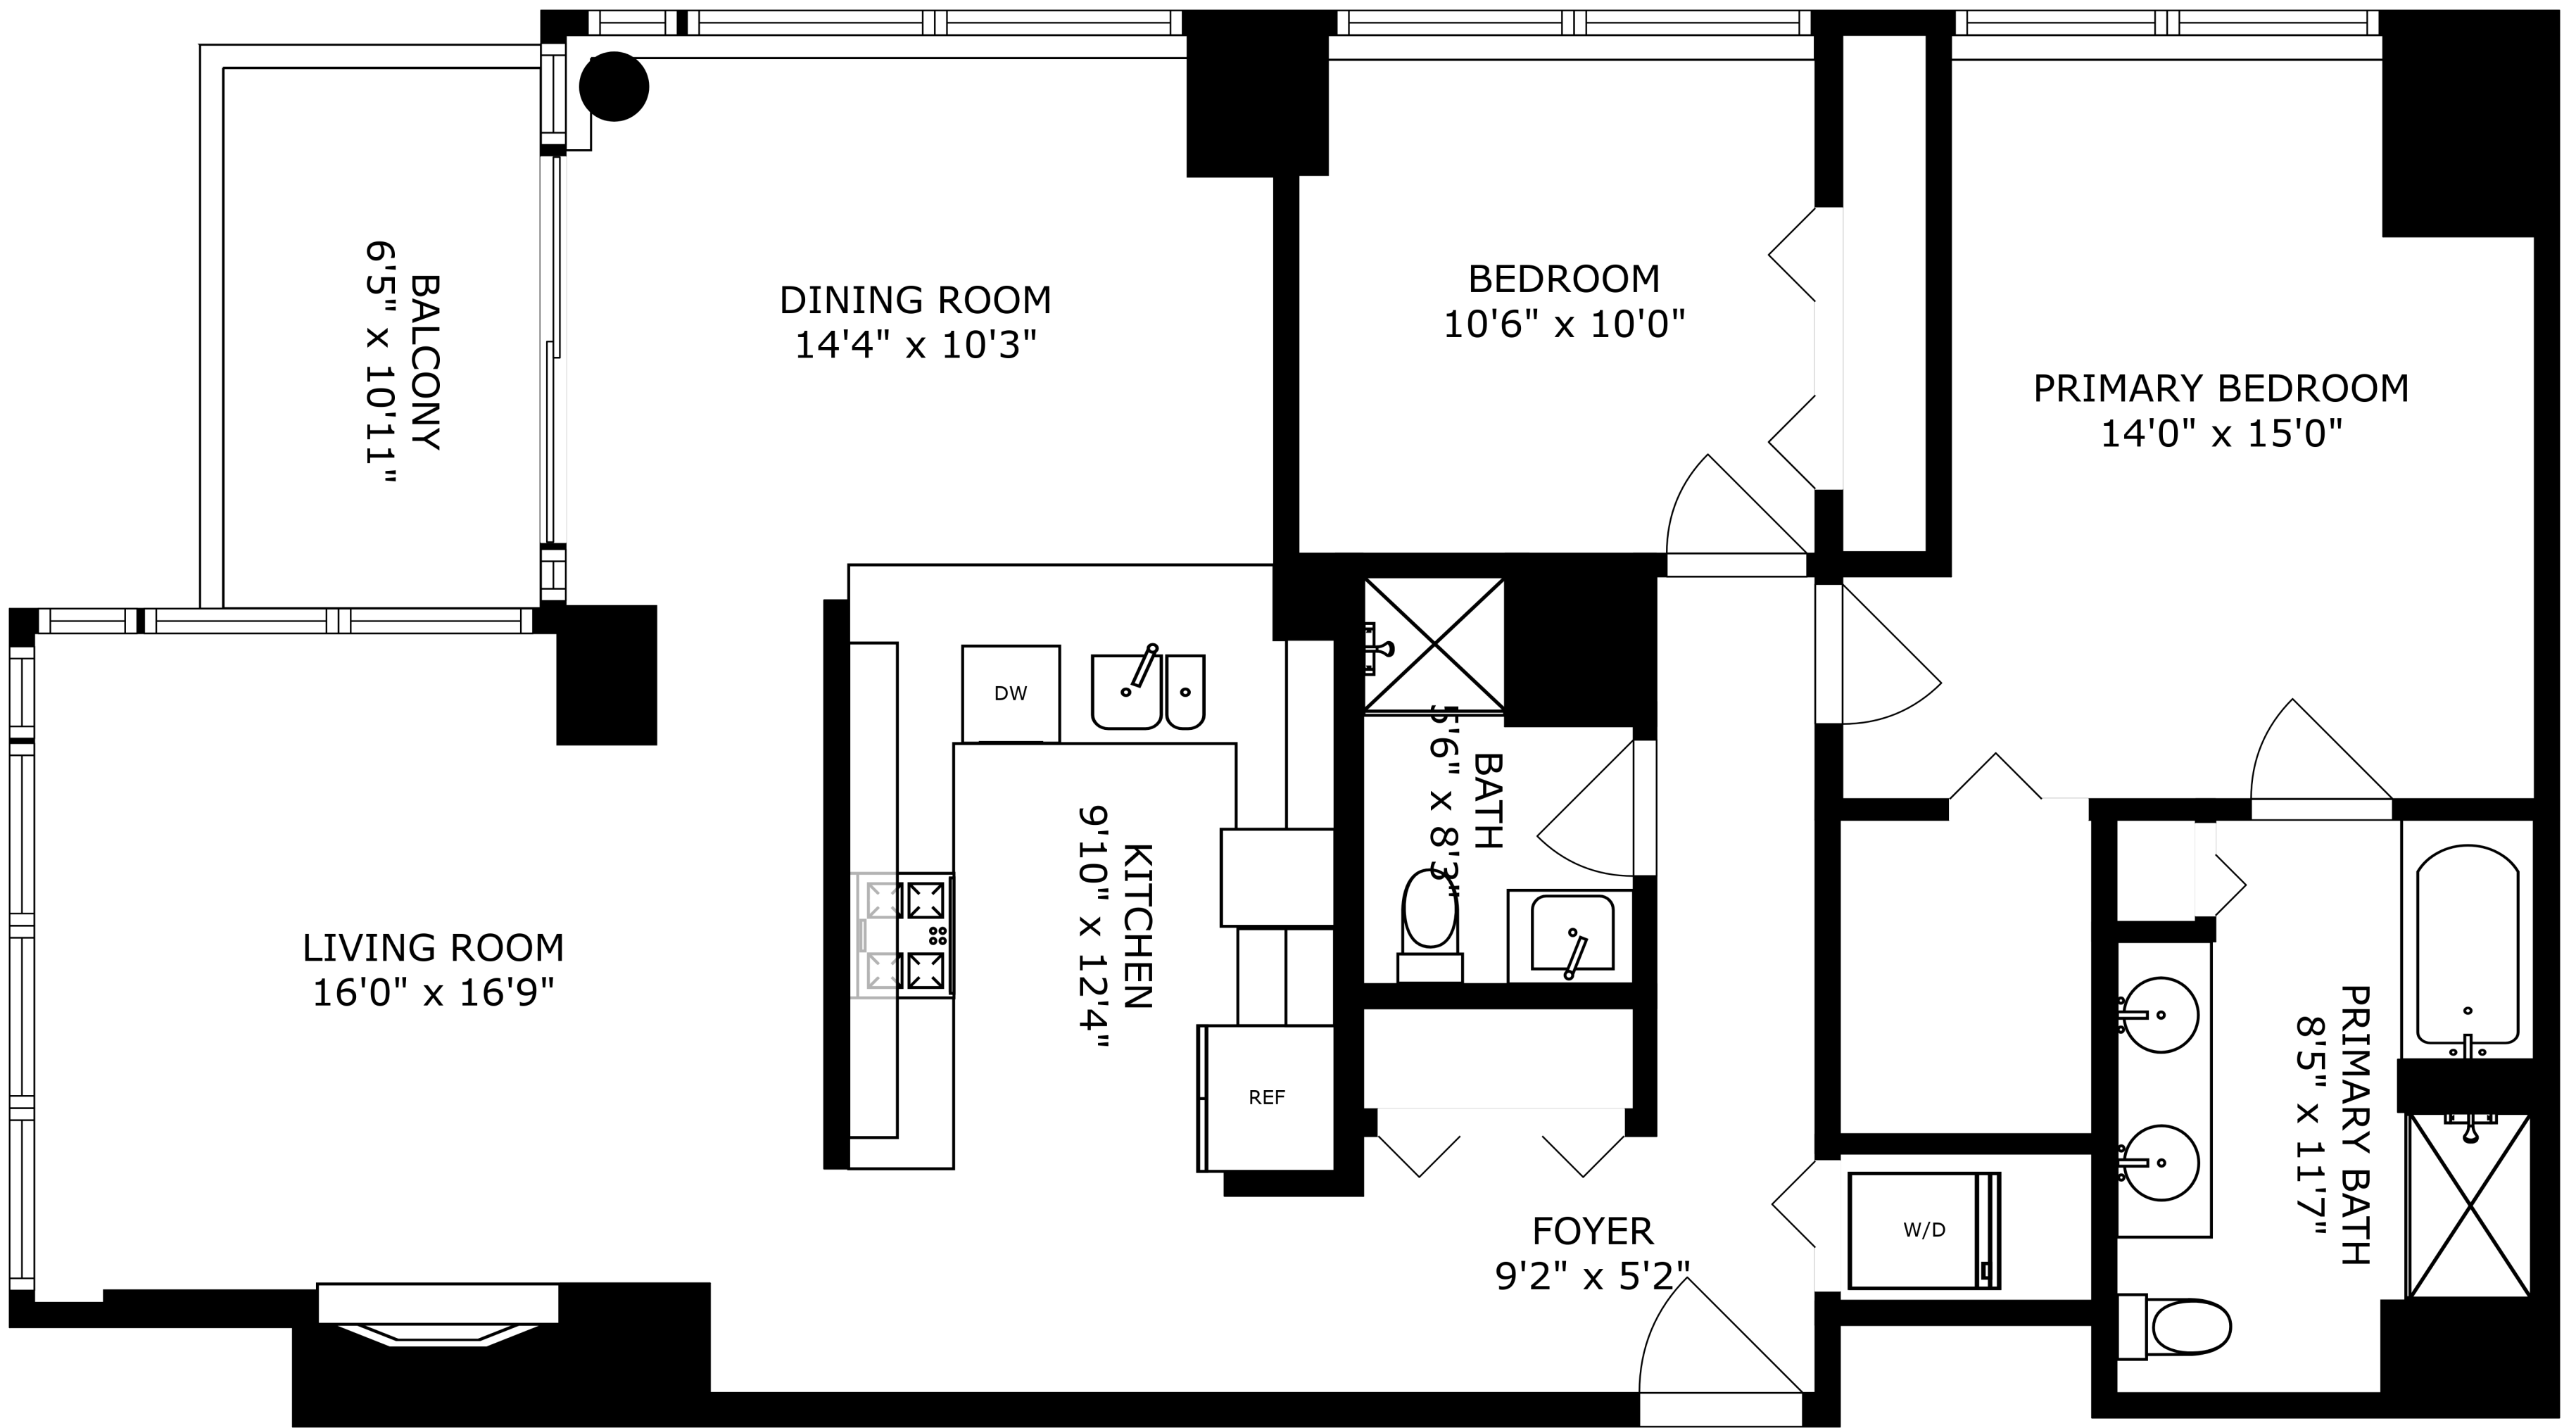 BALCONY
6'5" x 10'11"
DINING ROOM
14'4" x 10'3"
BEDROOM
10'6" x 10'0"
PRIMARY BEDROOM
14'0" x 15'0"
LIVING ROOM
16'0" x 16'9"
DW
KITCHEN
9'10" x 12'4"
REF
BATH
5'6" x 8'3"
FOYER
9'2" x 5'2"
W/D
PRIMARY BATH
8'5" x 11'7"